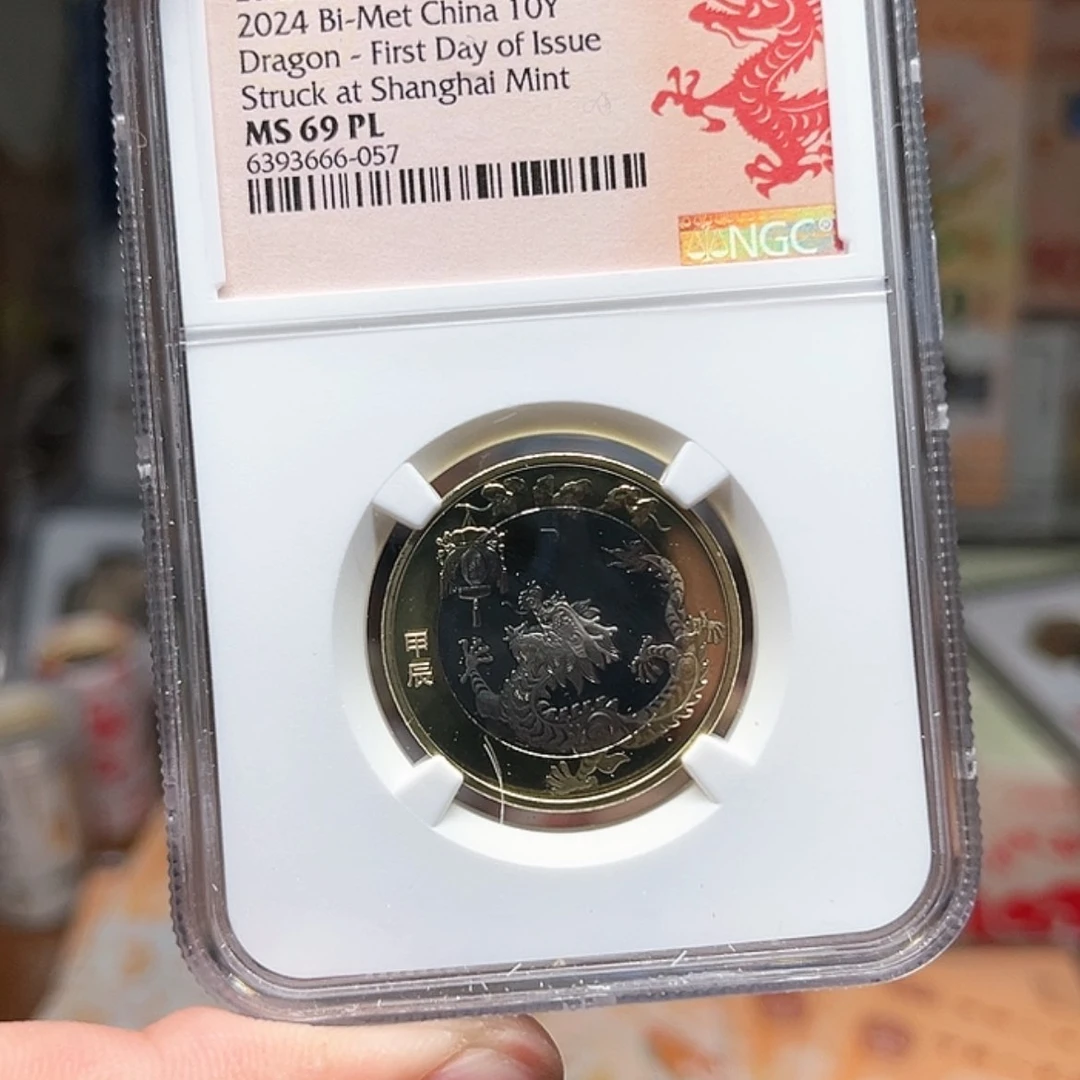 2024 Bi-Met China 10Y
Dragon - First Day of Issue
Struck at Shanghai Mint
MS 69 PL
6393666-057
NGC®
甲辰